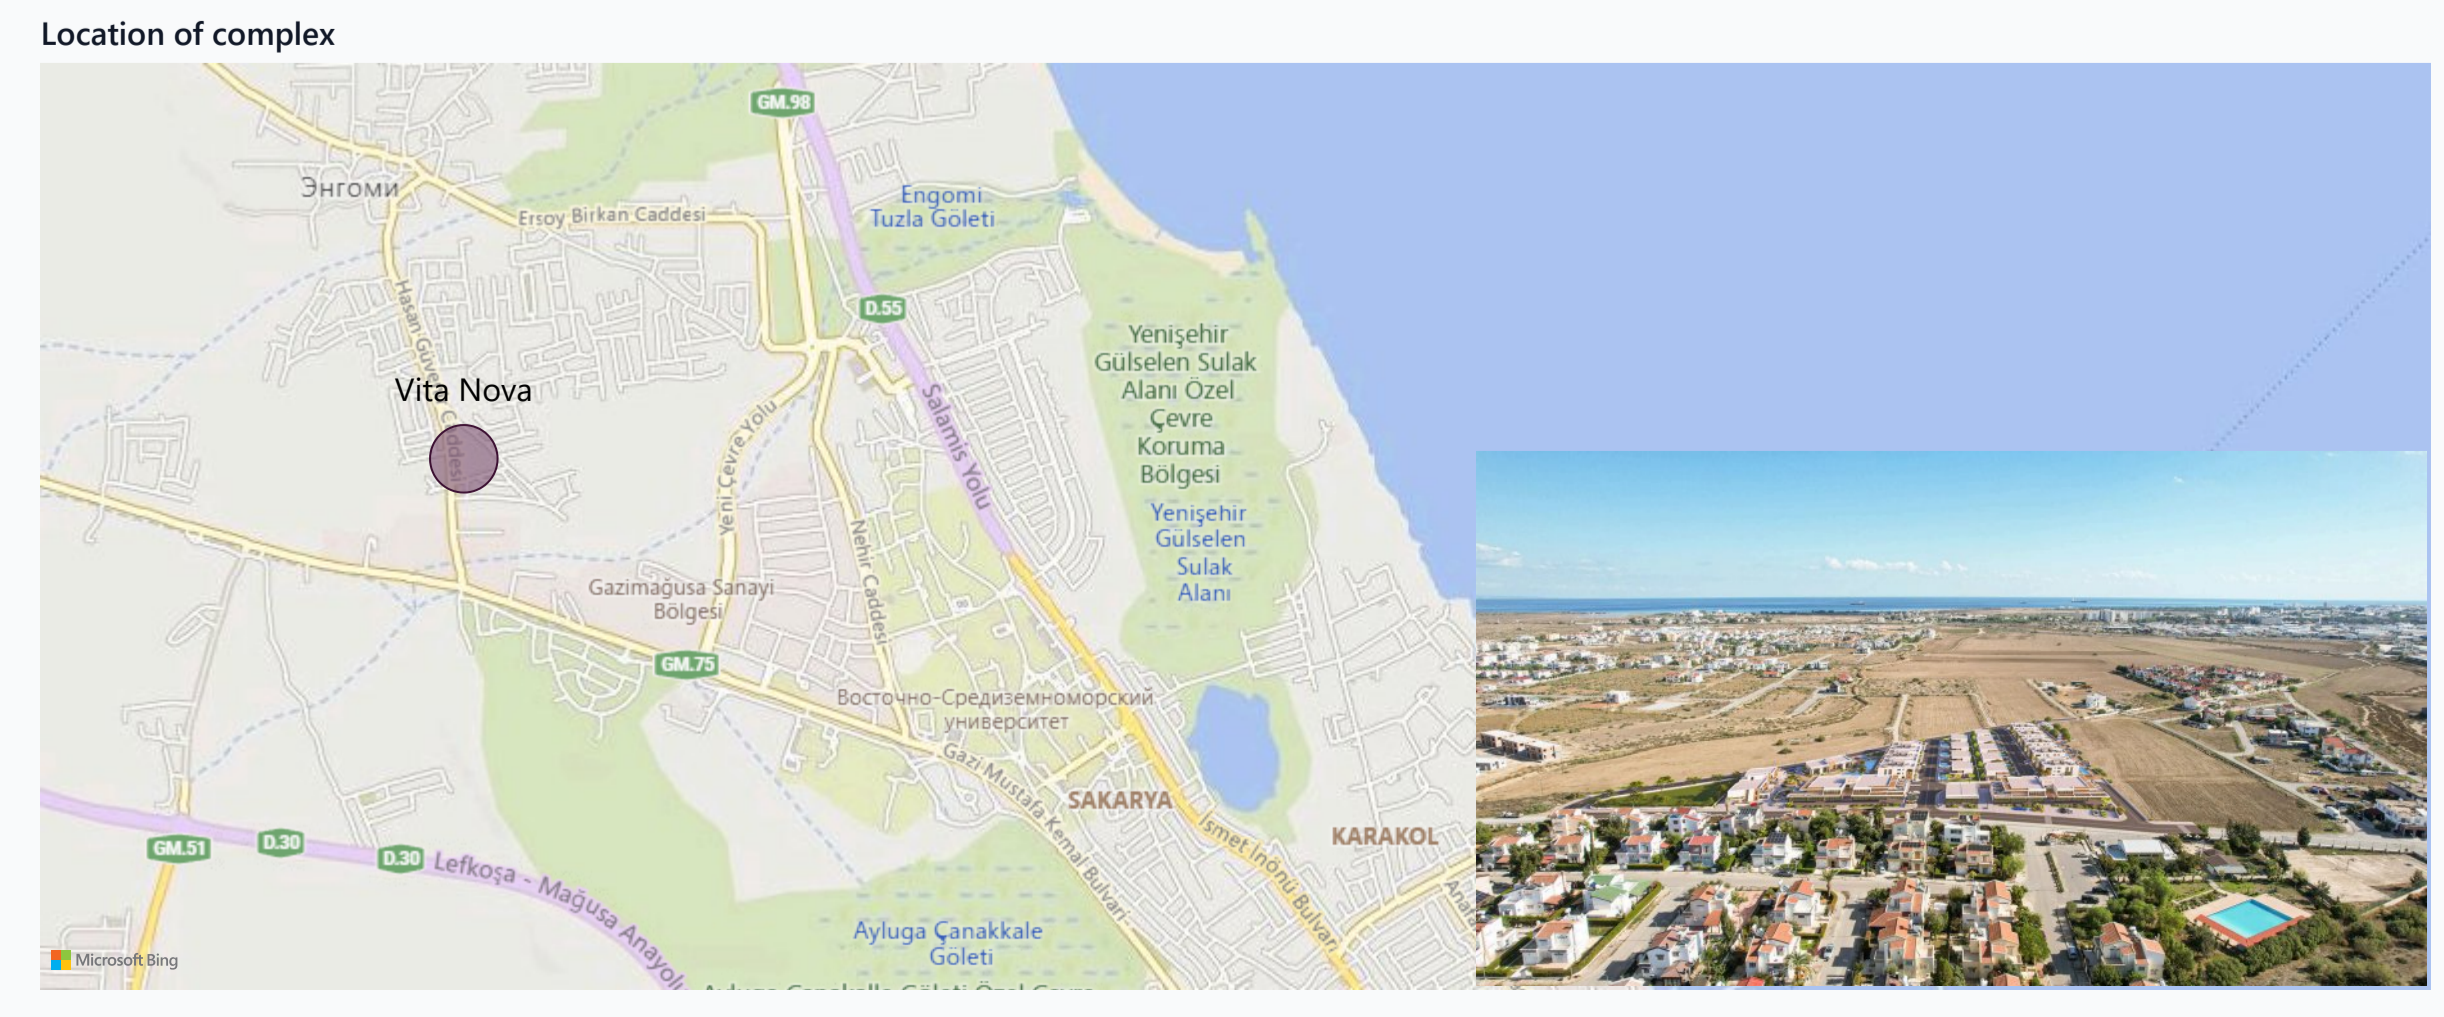 Location of complex
GM.98
Энгоми
Engomi
Tuzla Göleti
Ersoy Birkan Caddesi
D.55
Hasan Güve
Caddesi
Vita Nova
Yenişehir
Gülselen Sulak
Alanı Özel
Çevre
Koruma
Bölgesi
Salamis Yolu
Yeni Çevre Yolu
Yenişehir
Gülselen
Sulak
Alanı
Nehir Caddesi
Gazimağusa Sanayi
Bölgesi
GM.75
Восточно-Средиземноморский
университет
Gazi Mustafa Kemal Bulvarı
SAKARYA
İsmet İnönü Bulvarı
KARAKOL
GM.51
D.30
D.30
Lefkoşa - Mağusa Anayolu
Ayluga Çanakkale
Göleti
Microsoft Bing